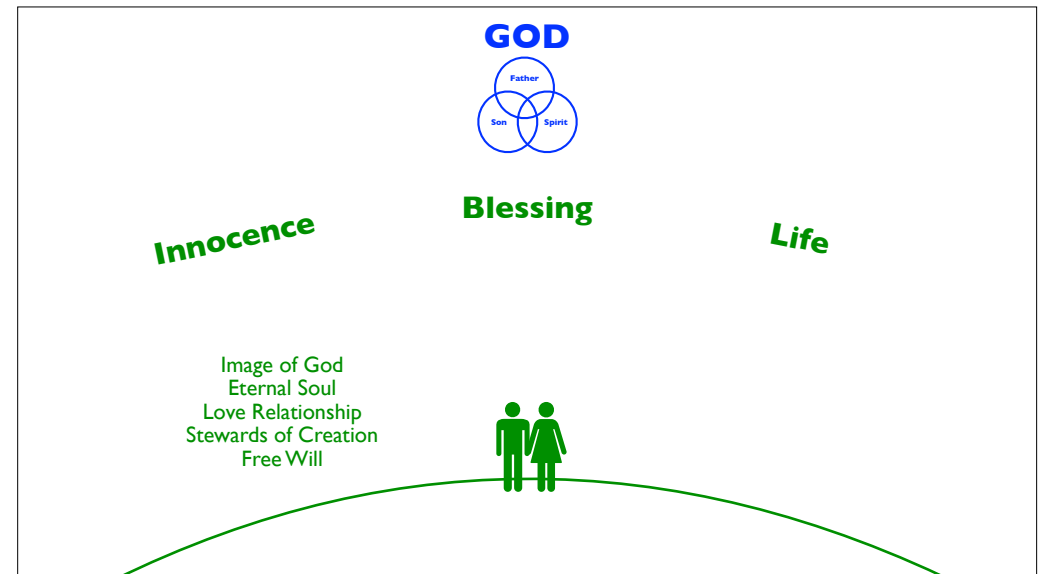 GOD
Father
Son Spirit
Blessing
Innocence
Life
Image of God
Eternal Soul
Love Relationship
Stewards of Creation
Free Will